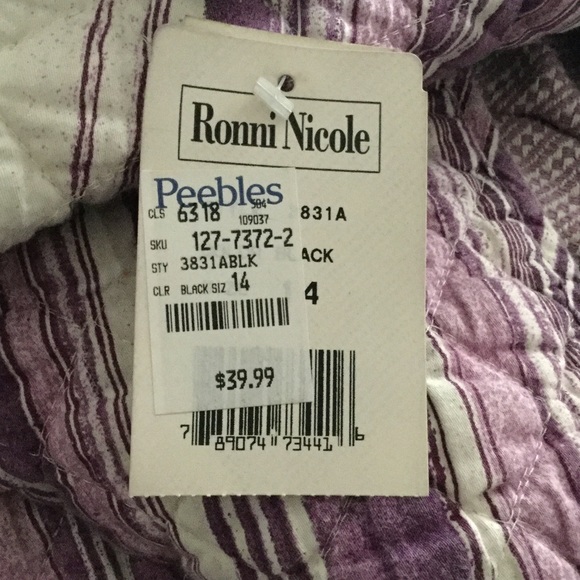 Ronni Nicole
Peebles
CLS 6318 504
109037
831A
SKU 127-7372-2
ACK
STY 3831ABLK
CLR BLACK SIZ 14
4
$39.99
7 89074 73441 6